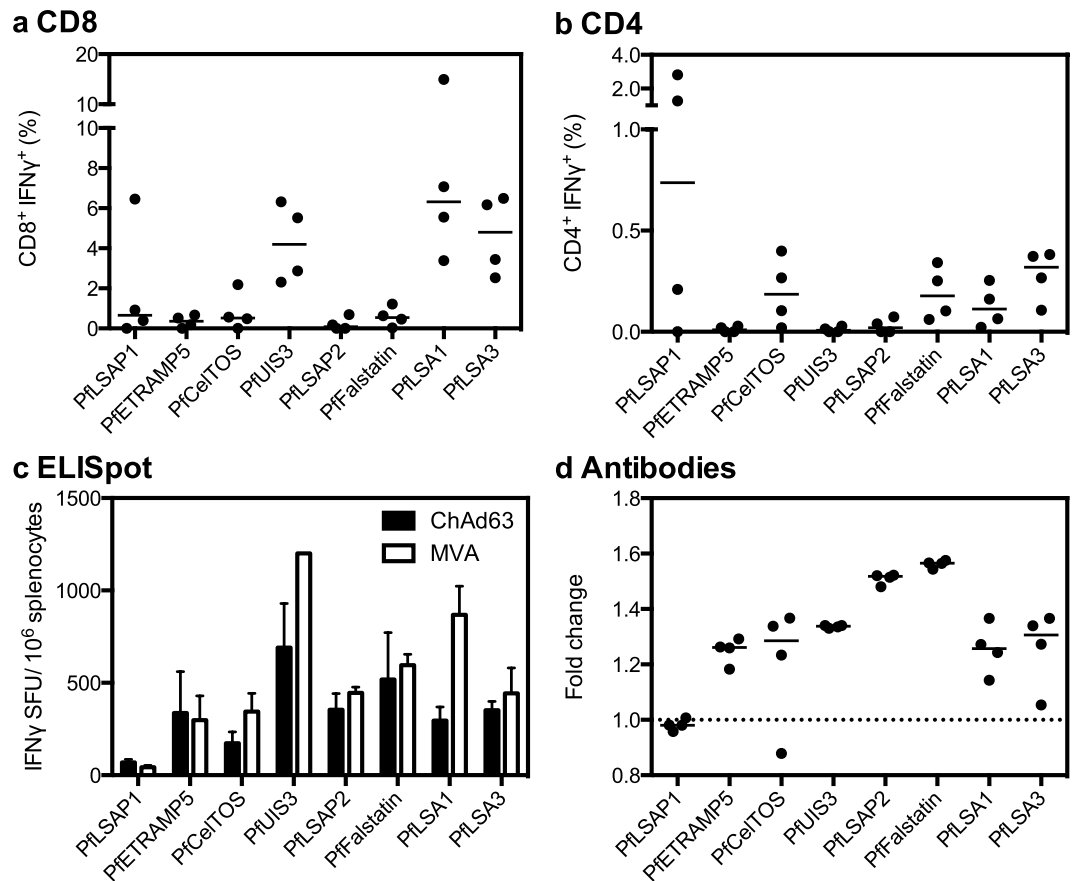 a CD8
CD8⁺ IFNγ⁺ (%)
20
10
10
8
6
4
2
0
PfLSAP1
PfETRAMP5
PfCelTOS
PfUIS3
PfLSAP2
PfFalstatin
PfLSA1
PfLSA3
b CD4
CD4⁺ IFNγ⁺ (%)
4.0
2.0
1.0
0.5
0.0
PfLSAP1
PfETRAMP5
PfCelTOS
PfUIS3
PfLSAP2
PfFalstatin
PfLSA1
PfLSA3
c ELISpot
IFNγ SFU/ 10⁶ splenocytes
1500
1000
500
0
ChAd63
MVA
PfLSAP1
PfETRAMP5
PfCelTOS
PfUIS3
PfLSAP2
PfFalstatin
PfLSA1
PfLSA3
d Antibodies
Fold change
1.8
1.6
1.4
1.2
1.0
0.8
PfLSAP1
PfETRAMP5
PfCelTOS
PfUIS3
PfLSAP2
PfFalstatin
PfLSA1
PfLSA3